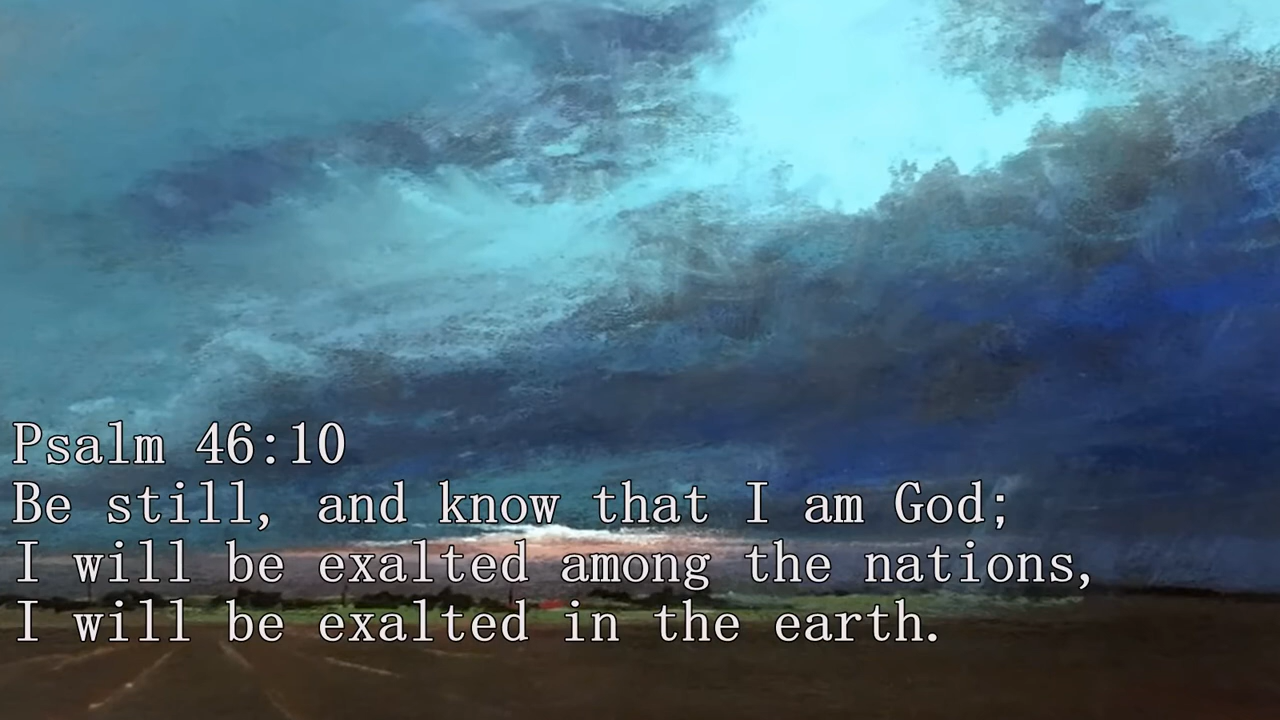 Psalm 46:10
Be still, and know that I am God;
I will be exalted among the nations,
I will be exalted in the earth.